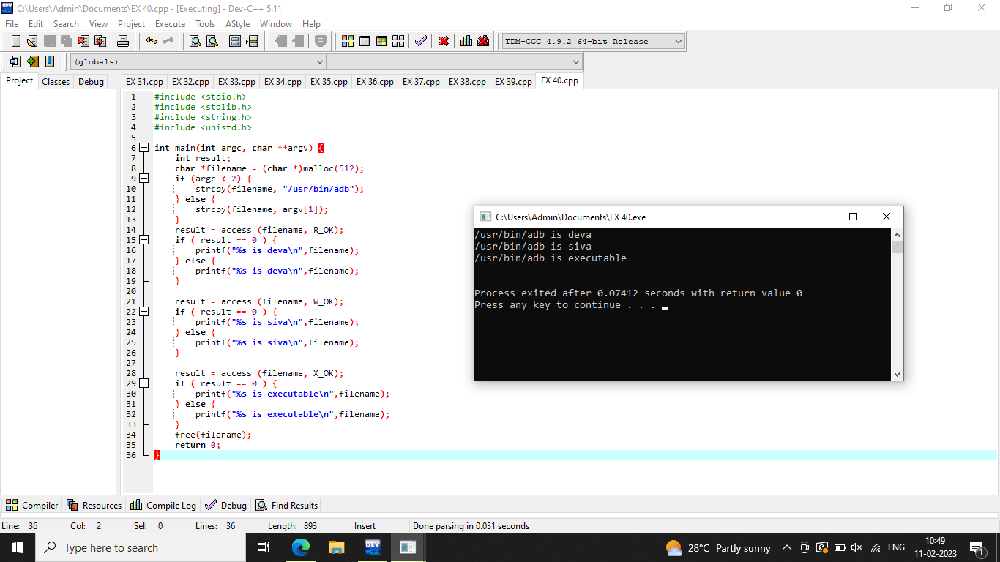 C:\Users\Admin\Documents\EX 40.cpp - [Executing] - Dev-C++ 5.11
File Edit Search View Project Execute Tools AStyle Window Help
TDM-GCC 4.9.2 64-bit Release
(globals)
Project Classes Debug EX 31.cpp EX 32.cpp EX 33.cpp EX 34.cpp EX 35.cpp EX 36.cpp EX 37.cpp EX 38.cpp EX 39.cpp EX 40.cpp
1 #include <stdio.h>
2 #include <stdlib.h>
3 #include <string.h>
4 #include <unistd.h>
5
6 int main(int argc, char **argv) {
7 int result;
8 char *filename = (char *)malloc(512);
9 if (argc < 2) {
10 strcpy(filename, "/usr/bin/adb");
11 } else {
12 strcpy(filename, argv[1]);
13 }
14 result = access (filename, R_OK);
15 if ( result == 0 ) {
16 printf("%s is deva\n",filename);
17 } else {
18 printf("%s is deva\n",filename);
19 }
20
21 result = access (filename, W_OK);
22 if ( result == 0 ) {
23 printf("%s is siva\n",filename);
24 } else {
25 printf("%s is siva\n",filename);
26 }
27
28 result = access (filename, X_OK);
29 if ( result == 0 ) {
30 printf("%s is executable\n",filename);
31 } else {
32 printf("%s is executable\n",filename);
33 }
34 free(filename);
35 return 0;
36 }
C:\Users\Admin\Documents\EX 40.exe
/usr/bin/adb is deva
/usr/bin/adb is siva
/usr/bin/adb is executable
--------------------------------
Process exited after 0.07412 seconds with return value 0
Press any key to continue . . .
Compiler Resources Compile Log Debug Find Results
Line: 36 Col: 2 Sel: 0 Lines: 36 Length: 893 Insert Done parsing in 0.031 seconds
Type here to search DEV 28°C Partly sunny ENG 10:49
11-02-2023 1